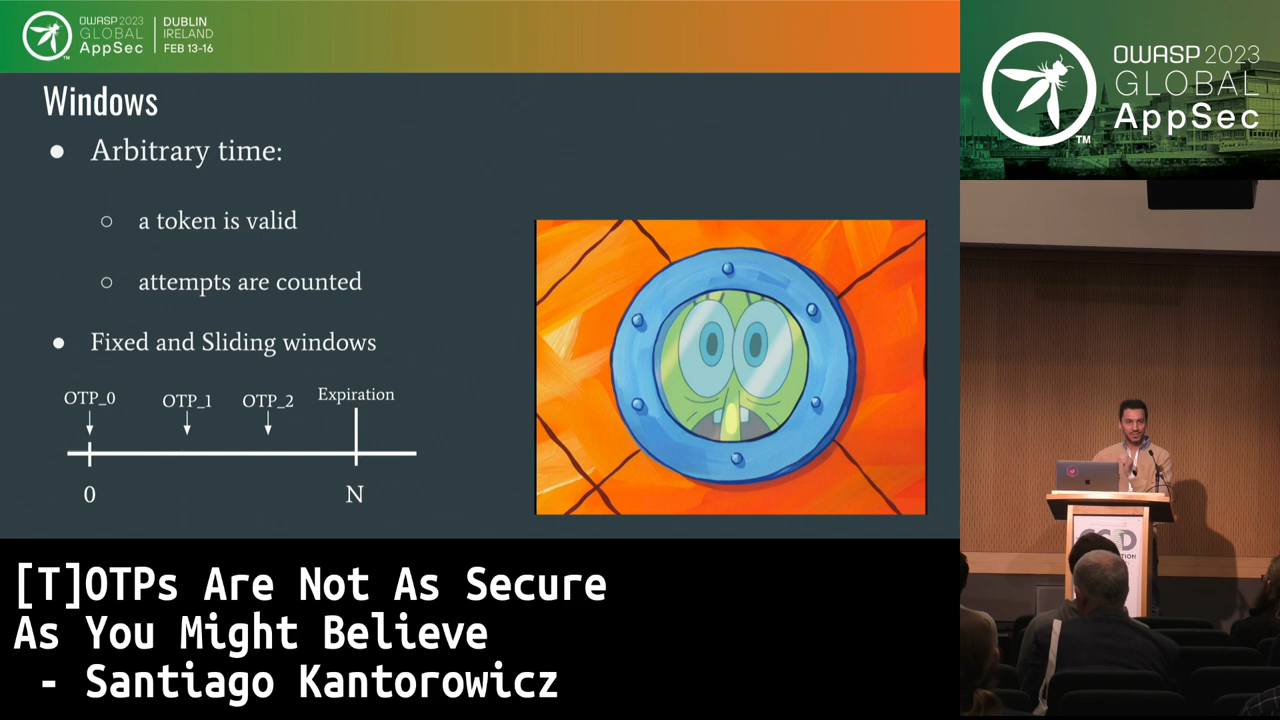 OWASP 2023
GLOBAL
AppSec
DUBLIN
IRELAND
FEB 13-16
TM
Windows
Arbitrary time:
a token is valid
attempts are counted
Fixed and Sliding windows
OTP_0
OTP_1
OTP_2
Expiration
0
N
[T]OTPs Are Not As Secure
As You Might Believe
- Santiago Kantorowicz
OWASP 2023
GLOBAL
AppSec
TM